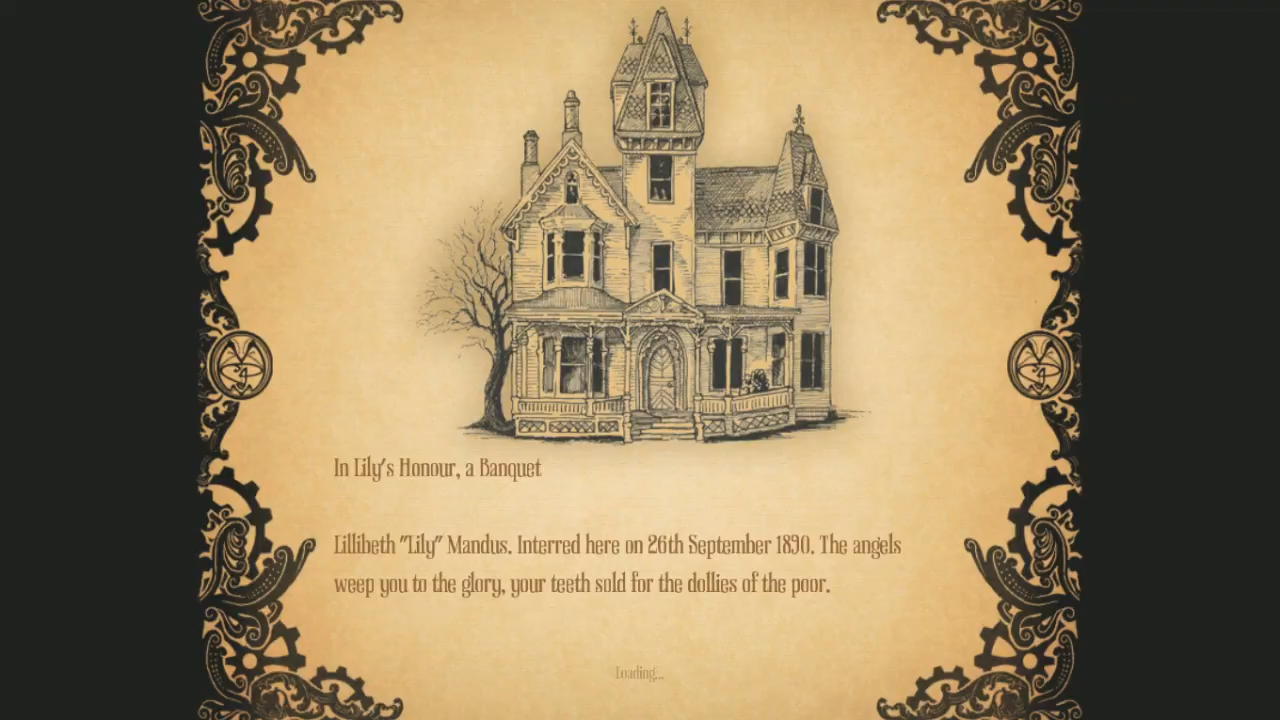 In Lily's Honour, a Banquet
Lillibeth "Lily" Mandus. Interred here on 26th September 1890. The angels
weep you to the glory, your teeth sold for the dollies of the poor.
Loading...